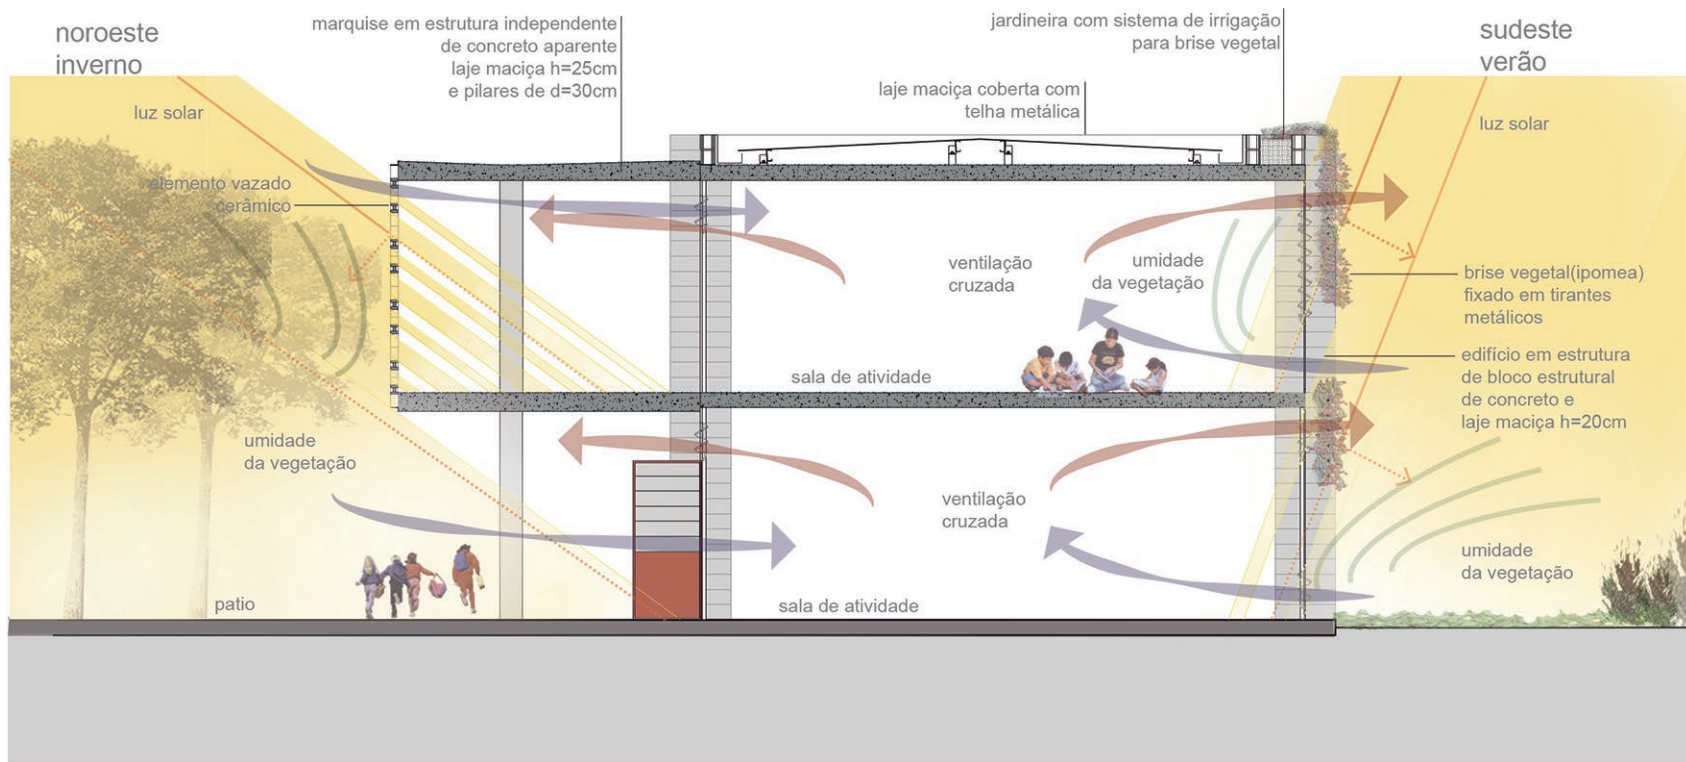 noroeste
inverno
luz solar
marquise em estrutura independente
de concreto aparente
laje maciça h=25cm
e pilares de d=30cm
jardineira com sistema de irrigação
para brise vegetal
laje maciça coberta com
telha metálica
sudeste
verão
luz solar
elemento vazado
cerâmico
ventilação
cruzada
umidade
da vegetação
brise vegetal(ipomea)
fixado em tirantes
metálicos
edifício em estrutura
de bloco estrutural
de concreto e
laje maciça h=20cm
sala de atividade
umidade
da vegetação
ventilação
cruzada
umidade
da vegetação
patio
sala de atividade